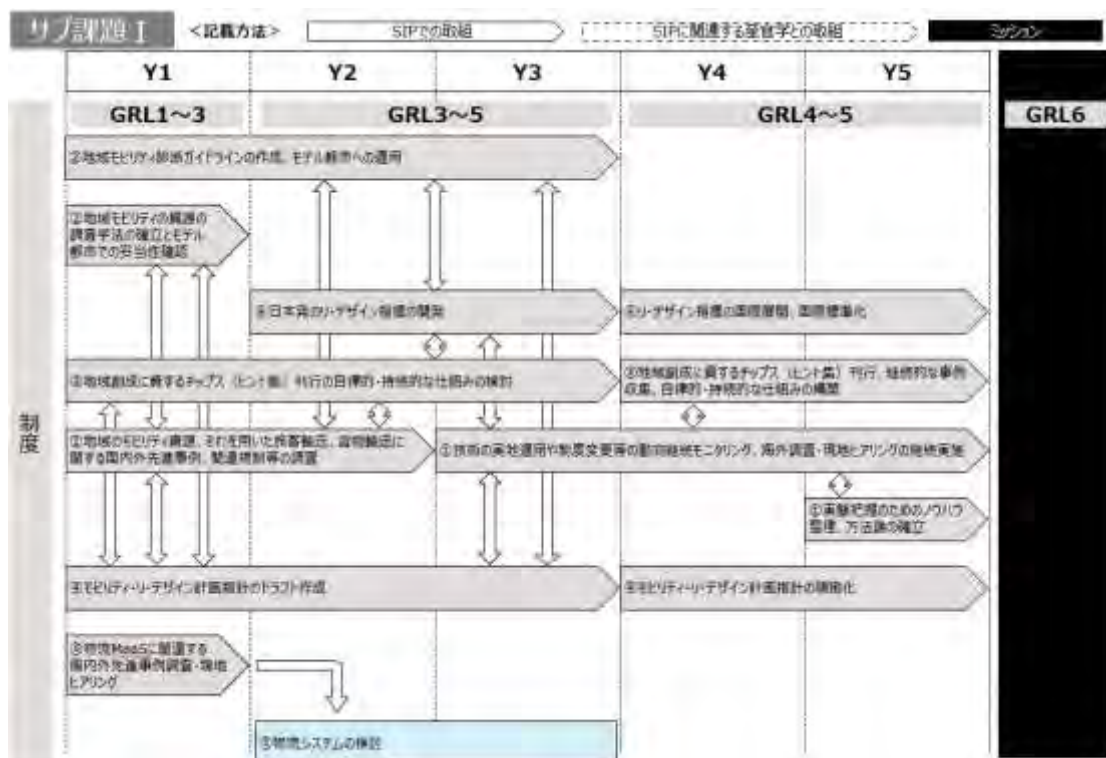 サブ課題 I
<記載方法>
SIPでの取組
SIPに関連する産官学との取組
ミッション
Y1 Y2 Y3 Y4 Y5
GRL1～3 GRL3～5 GRL4～5 GRL6
制度
②地域モビリティ診断ガイドラインの作成、モデル都市への適用
②地域モビリティの資源の
調査手法の確立とモデル
都市での妥当性確認
日本発のリ・デザイン指標の開発
リ・デザイン指標の国際展開、国際標準化
地域創成に資するチップス（ヒント集）刊行の自律的・持続的な仕組みの検討
地域創成に資するチップス（ヒント集）刊行、継続的な事例
収集、自律的・持続的な仕組みの構築
①地域のモビリティ資源、それを用いた旅客輸送、貨物輸送に
関する国内外先進事例、関連規制等の調査
①技術の実地運用や制度変更等の動向継続モニタリング、海外調査・現地ヒアリングの継続実施
①実態把握のためのノウハウ
整理、方法論の確立
モビリティ・リ・デザイン計画指針のドラフト作成
モビリティ・リ・デザイン計画指針の
物流MaaSに関連する
国内外先進事例調査・現地
ヒアリング
⑤物流システムの検証